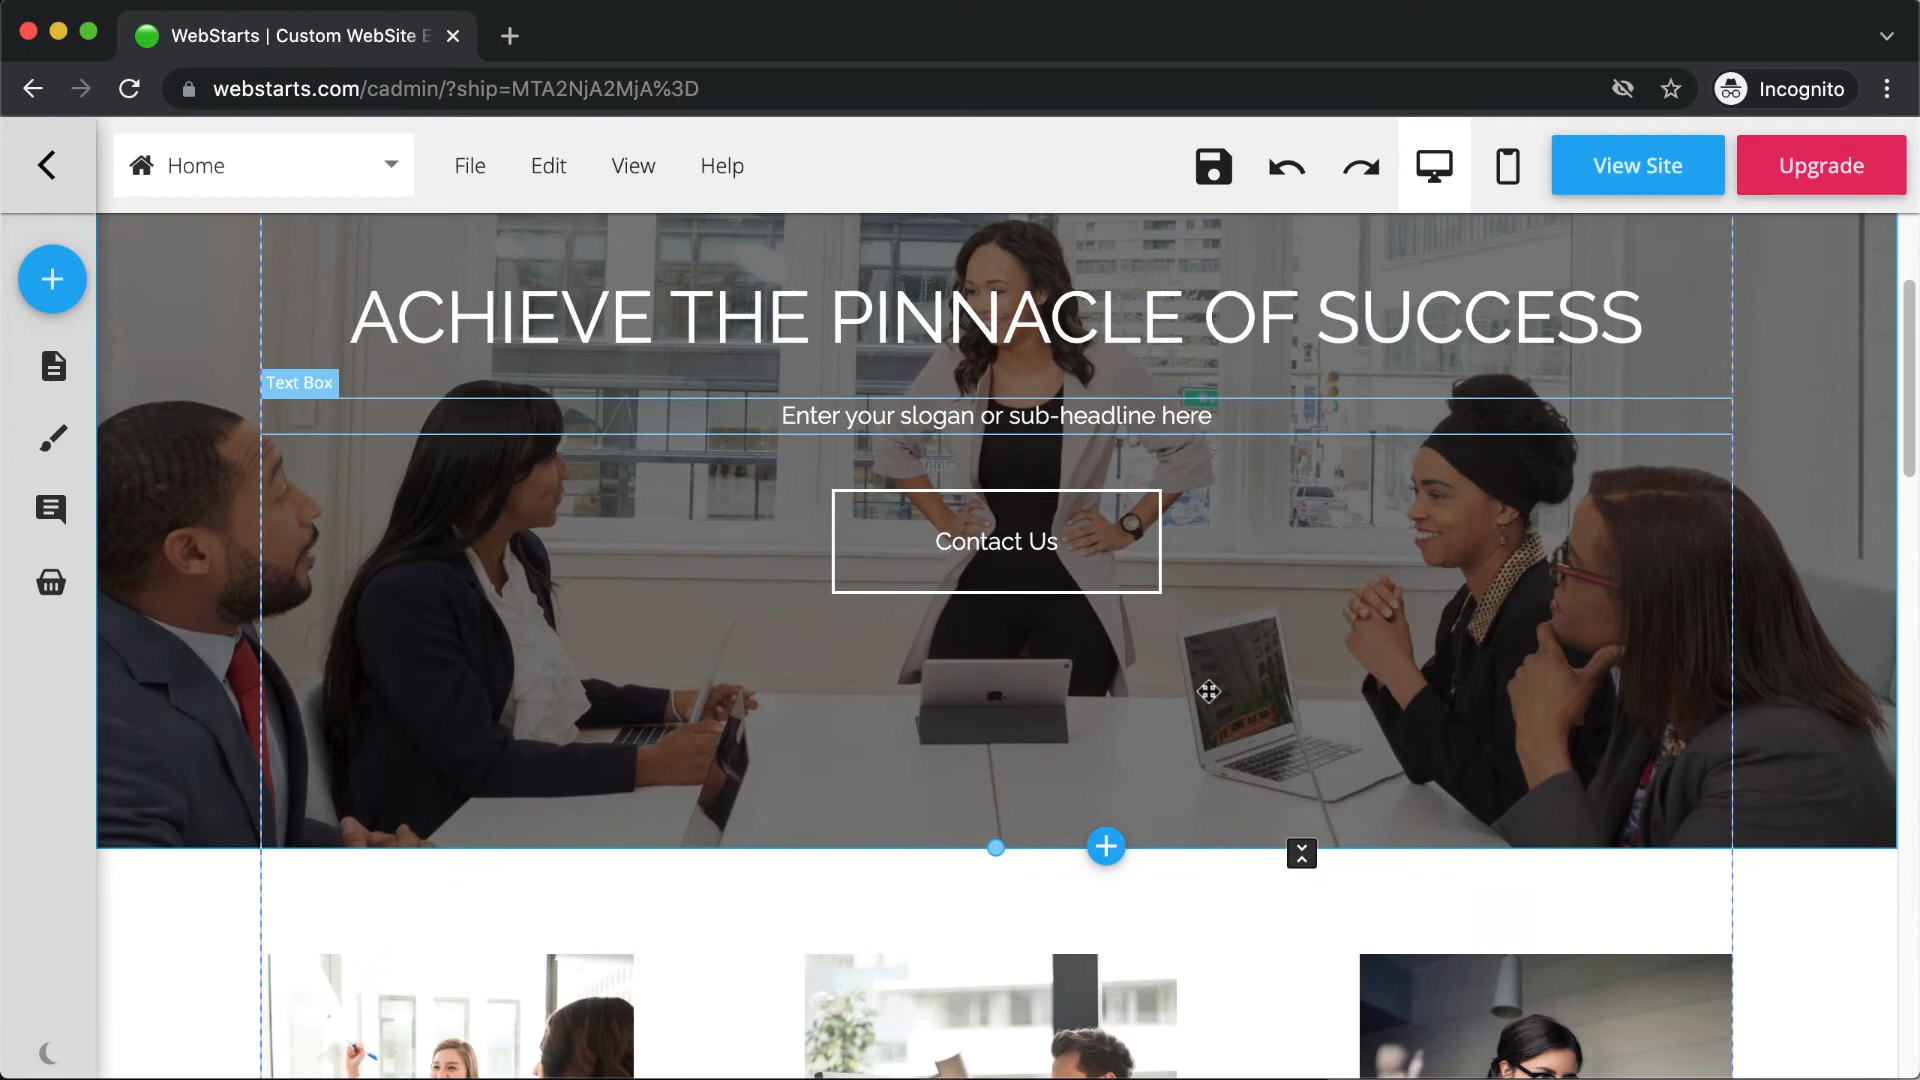 WebStarts | Custom WebSite E
webstarts.com/cadmin/?ship=MTA2NjA2MjA%3D
Incognito
Home
File
Edit
View
Help
View Site
Upgrade
ACHIEVE THE PINNACLE OF SUCCESS
Text Box
Enter your slogan or sub-headline here
Contact Us